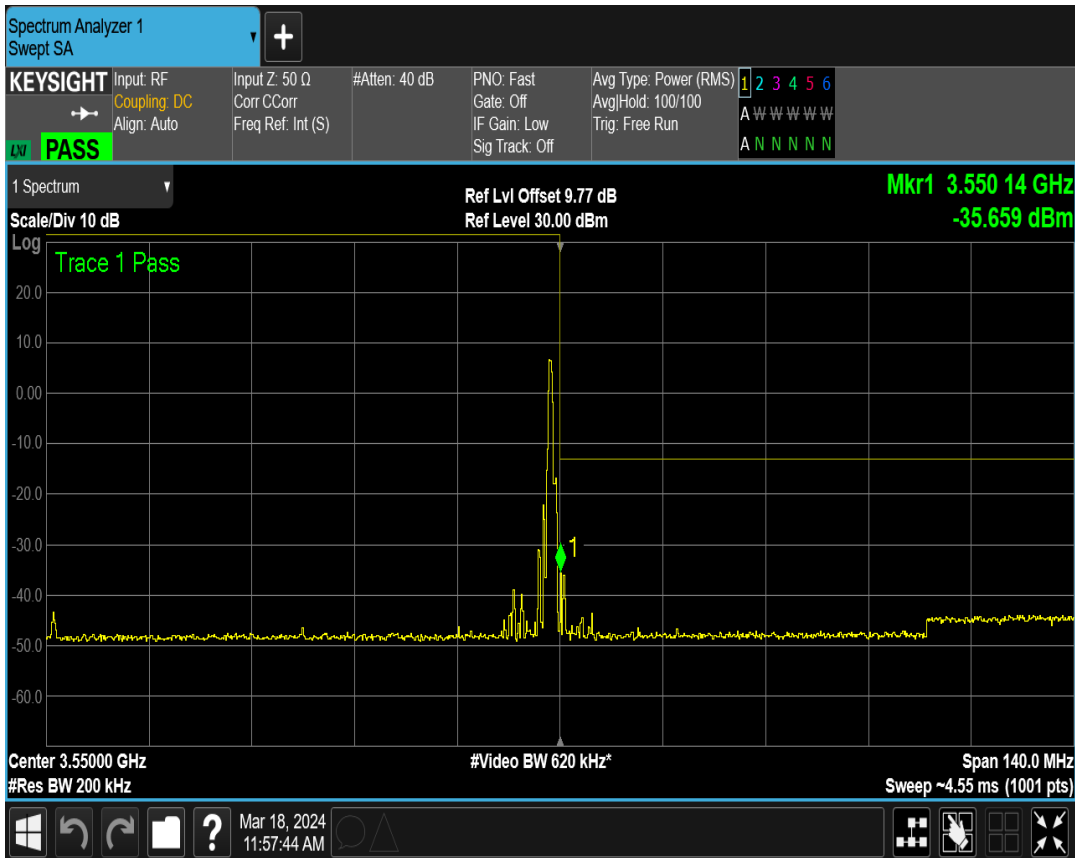 Spectrum Analyzer 1
Swept SA
+
KEYSIGHT
LXI PASS
Input: RF
Coupling: DC
Align: Auto
Input Z: 50 Ω
Corr CCorr
Freq Ref: Int (S)
#Atten: 40 dB
PNO: Fast
Gate: Off
IF Gain: Low
Sig Track: Off
Avg Type: Power (RMS)
Avg|Hold: 100/100
Trig: Free Run
1 2 3 4 5 6
A W W W W W
A N N N N N
1 Spectrum
Scale/Div 10 dB
Ref Lvl Offset 9.77 dB
Ref Level 30.00 dBm
Mkr1 3.550 14 GHz
-35.659 dBm
Log
Trace 1 Pass
20.0
10.0
0.00
-10.0
-20.0
-30.0
1
-40.0
-50.0
-60.0
Center 3.55000 GHz
#Res BW 200 kHz
#Video BW 620 kHz*
Span 140.0 MHz
Sweep ~4.55 ms (1001 pts)
?
Mar 18, 2024
11:57:44 AM